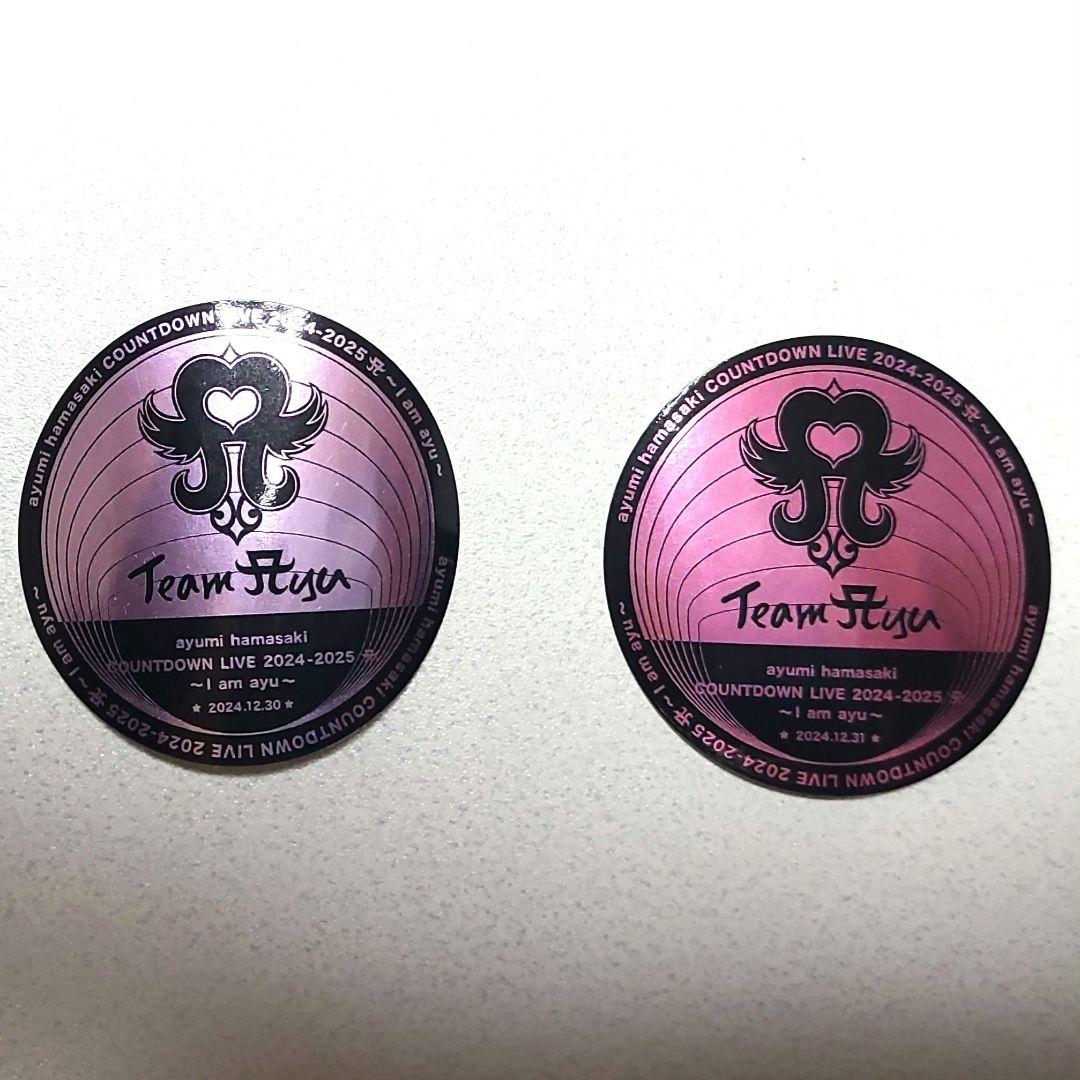 ayumi hamasaki COUNTDOWN LIVE 2024-2025 A ~I am ayu~
Team Ayu
ayumi hamasaki
COUNTDOWN LIVE 2024-2025 A
~I am ayu~
★ 2024.12.30 ★
ayumi hamasaki COUNTDOWN LIVE 2024-2025 A ~I am ayu~
ayumi hamasaki COUNTDOWN LIVE 2024-2025 A ~I am ayu~
Team Ayu
ayumi hamasaki
COUNTDOWN LIVE 2024-2025 A
~I am ayu~
★ 2024.12.31 ★
ayumi hamasaki COUNTDOWN LIVE 2024-2025 A ~I am ayu~